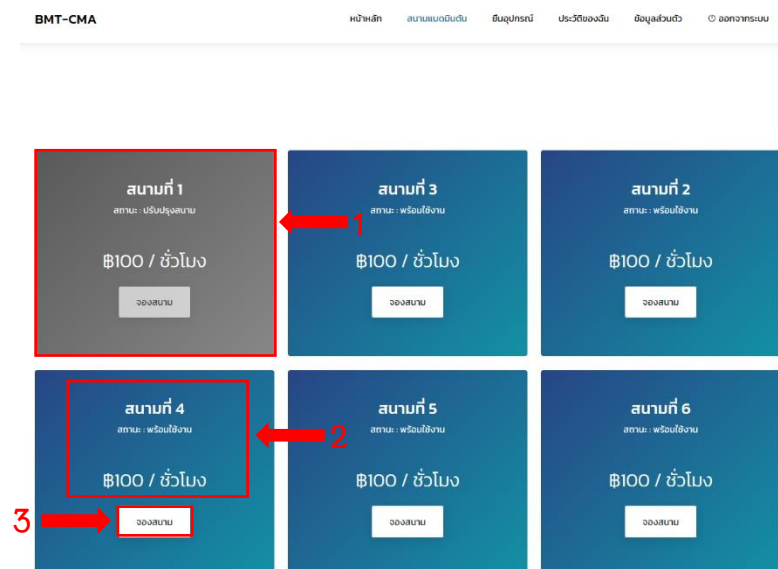 BMT-CMA
หน้าหลัก สนามแบดมินตัน ยืมอุปกรณ์ ประวัติของฉัน ข้อมูลส่วนตัว ออกจากระบบ
สนามที่ 1 สนามที่ 3 สนามที่ 2
สถานะ : ปรับปรุงสนาม สถานะ : พร้อมใช้งาน สถานะ : พร้อมใช้งาน
1
฿100 / ชั่วโมง ฿100 / ชั่วโมง ฿100 / ชั่วโมง
จองสนาม จองสนาม จองสนาม
สนามที่ 4 สนามที่ 5 สนามที่ 6
สถานะ : พร้อมใช้งาน สถานะ : พร้อมใช้งาน สถานะ : พร้อมใช้งาน
2
฿100 / ชั่วโมง ฿100 / ชั่วโมง ฿100 / ชั่วโมง
3 จองสนาม จองสนาม จองสนาม